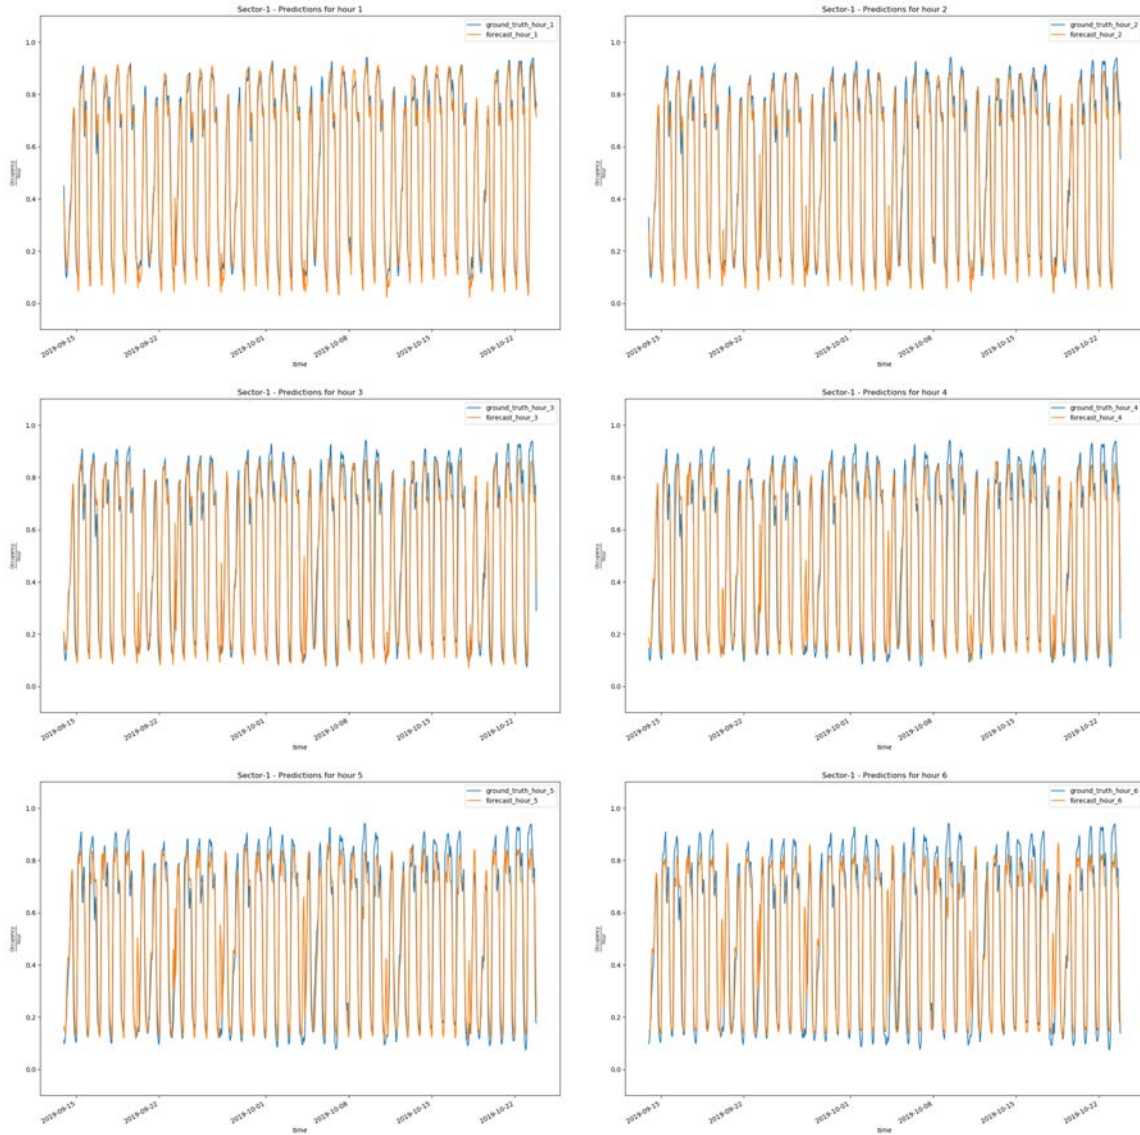 Sector-1 - Predictions for hour 1
ground_truth_hour_1
forecast_hour_1
1.0
0.8
0.6
0.4
0.2
0.0
Occupancy
hour
2019-09-15
2019-09-22
2019-10-01
2019-10-08
2019-10-15
2019-10-22
time
Sector-1 - Predictions for hour 2
ground_truth_hour_2
forecast_hour_2
1.0
0.8
0.6
0.4
0.2
0.0
Occupancy
hour
2019-09-15
2019-09-22
2019-10-01
2019-10-08
2019-10-15
2019-10-22
time
Sector-1 - Predictions for hour 3
ground_truth_hour_3
forecast_hour_3
1.0
0.8
0.6
0.4
0.2
0.0
Occupancy
hour
2019-09-15
2019-09-22
2019-10-01
2019-10-08
2019-10-15
2019-10-22
time
Sector-1 - Predictions for hour 4
ground_truth_hour_4
forecast_hour_4
1.0
0.8
0.6
0.4
0.2
0.0
Occupancy
hour
2019-09-15
2019-09-22
2019-10-01
2019-10-08
2019-10-15
2019-10-22
time
Sector-1 - Predictions for hour 5
ground_truth_hour_5
forecast_hour_5
1.0
0.8
0.6
0.4
0.2
0.0
Occupancy
hour
2019-09-15
2019-09-22
2019-10-01
2019-10-08
2019-10-15
2019-10-22
time
Sector-1 - Predictions for hour 6
ground_truth_hour_6
forecast_hour_6
1.0
0.8
0.6
0.4
0.2
0.0
Occupancy
hour
2019-09-15
2019-09-22
2019-10-01
2019-10-08
2019-10-15
2019-10-22
time